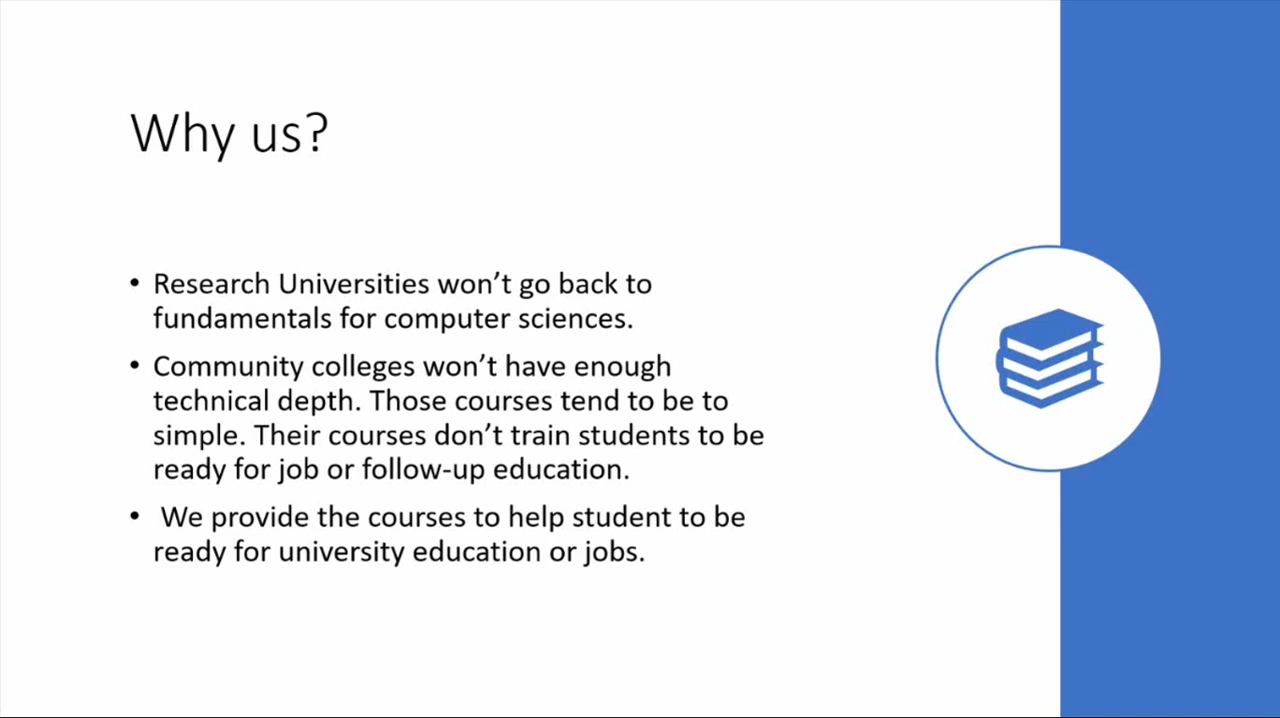 Why us?
• Research Universities won’t go back to
fundamentals for computer sciences.
• Community colleges won’t have enough
technical depth. Those courses tend to be to
simple. Their courses don’t train students to be
ready for job or follow-up education.
• We provide the courses to help student to be
ready for university education or jobs.